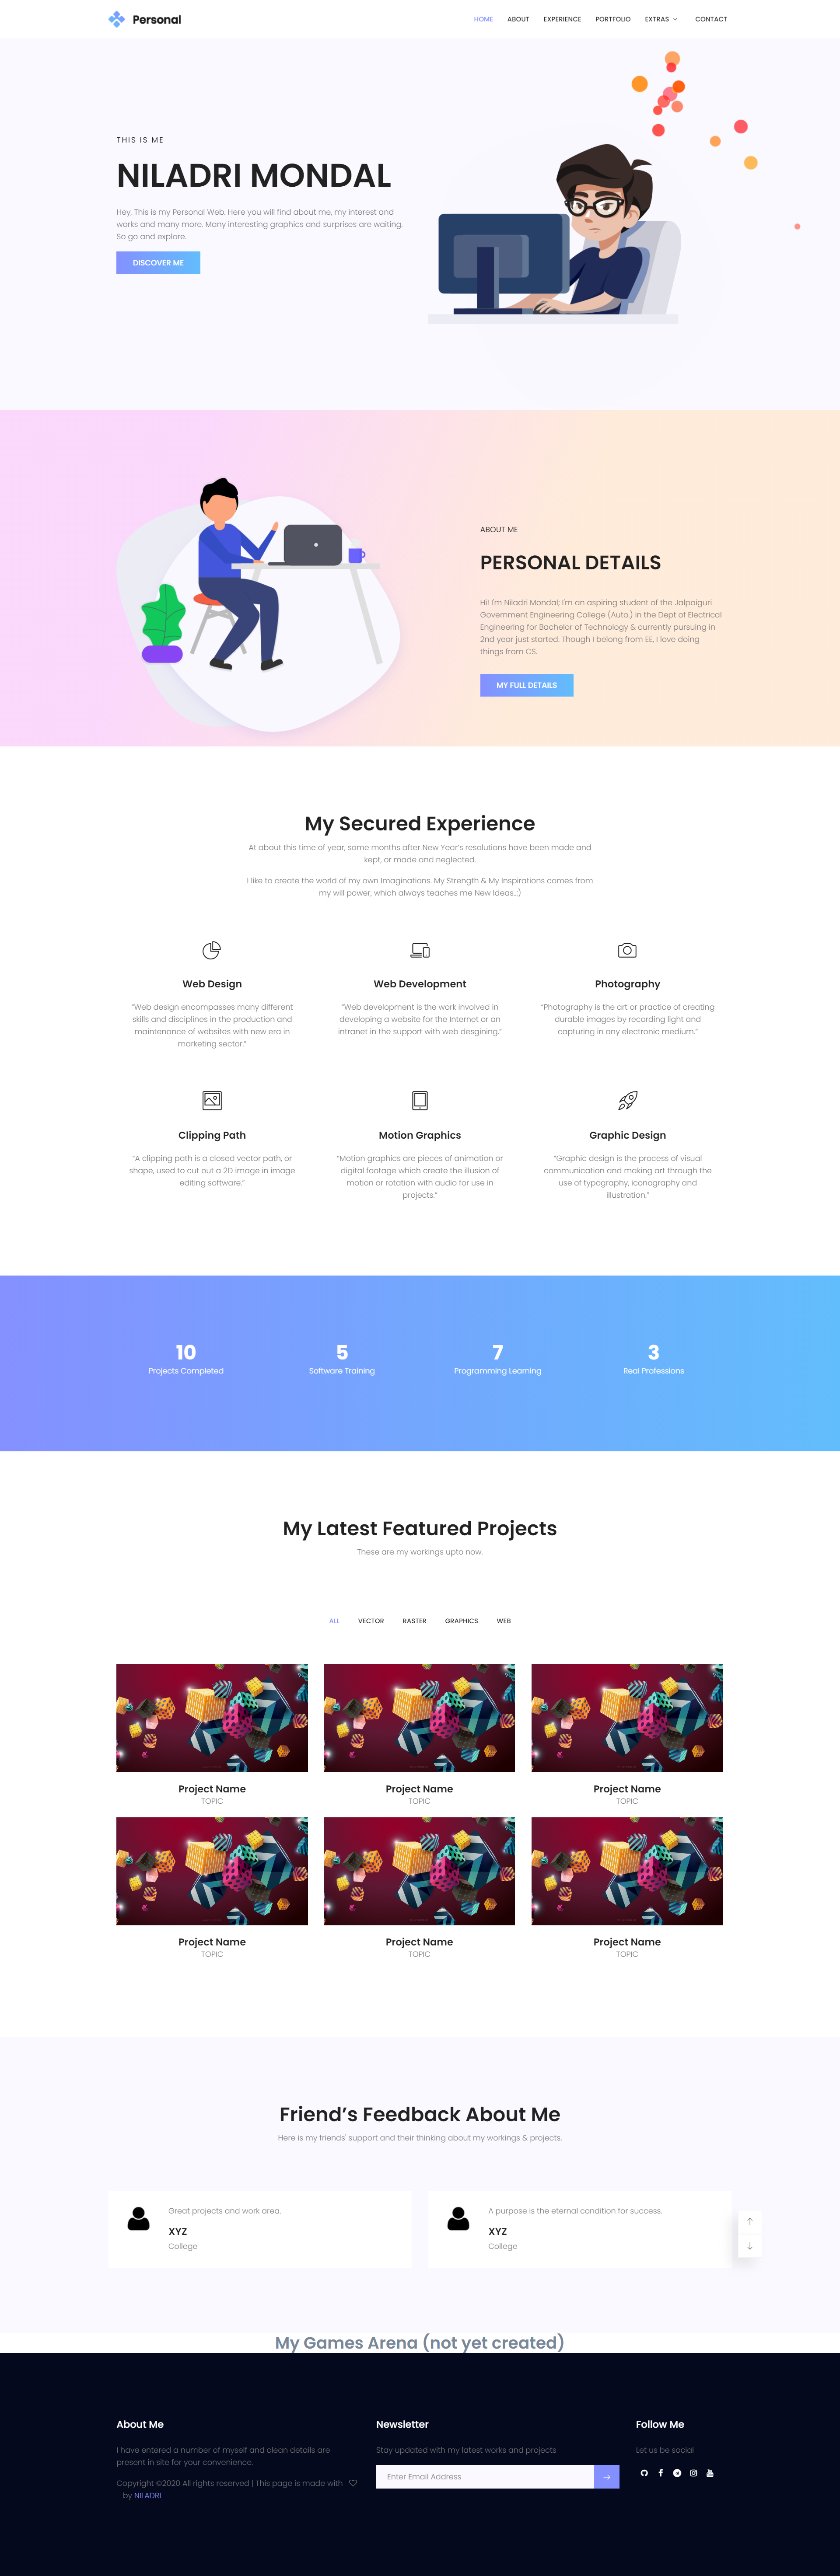 Personal
HOME ABOUT EXPERIENCE PORTFOLIO EXTRAS CONTACT
THIS IS ME
NILADRI MONDAL
Hey, This is my Personal Web. Here you will find about me, my interest and
works and many more. Many interesting graphics and surprises are waiting.
So go and explore.
DISCOVER ME
ABOUT ME
PERSONAL DETAILS
Hi! I'm Niladri Mondal; I'm an aspiring student of the Jalpaiguri
Government Engineering College (Auto.) in the Dept of Electrical
Engineering for Bachelor of Technology & currently pursuing in
2nd year just started. Though I belong from EE, I love doing
things from CS.
MY FULL DETAILS
My Secured Experience
At about this time of year, some months after New Year's resolutions have been made and
kept, or made and neglected.
I like to create the world of my own Imaginations. My Strength & My Inspirations comes from
my will power, which always teaches me New Ideas..;)
Web Design
"Web design encompasses many different
skills and disciplines in the production and
maintenance of websites with new era in
marketing sector."
Web Development
"Web development is the work involved in
developing a website for the Internet or an
intranet in the support with web desgining."
Photography
"Photography is the art or practice of creating
durable images by recording light and
capturing in any electronic medium."
Clipping Path
"A clipping path is a closed vector path, or
shape, used to cut out a 2D image in image
editing software."
Motion Graphics
"Motion graphics are pieces of animation or
digital footage which create the illusion of
motion or rotation with audio for use in
projects."
Graphic Design
"Graphic design is the process of visual
communication and making art through the
use of typography, iconography and
illustration."
10 5 7 3
Projects Completed Software Training Programming Learning Real Professions
My Latest Featured Projects
These are my workings upto now.
ALL VECTOR RASTER GRAPHICS WEB
Project Name Project Name Project Name
TOPIC TOPIC TOPIC
Project Name Project Name Project Name
TOPIC TOPIC TOPIC
Friend's Feedback About Me
Here is my friends' support and their thinking about my workings & projects.
Great projects and work area.
XYZ
College
A purpose is the eternal condition for success.
XYZ
College
My Games Arena (not yet created)
About Me
I have entered a number of myself and clean details are
present in site for your convenience.
Copyright ©2020 All rights reserved | This page is made with
by NILADRI
Newsletter
Stay updated with my latest works and projects
Enter Email Address
Follow Me
Let us be social